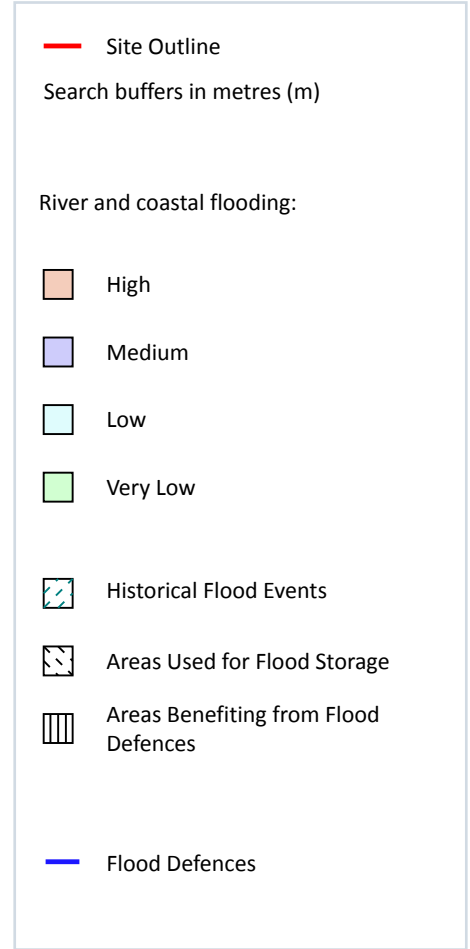 Site Outline
Search buffers in metres (m)
River and coastal flooding:
High
Medium
Low
Very Low
Historical Flood Events
Areas Used for Flood Storage
Areas Benefiting from Flood
Defences
Flood Defences